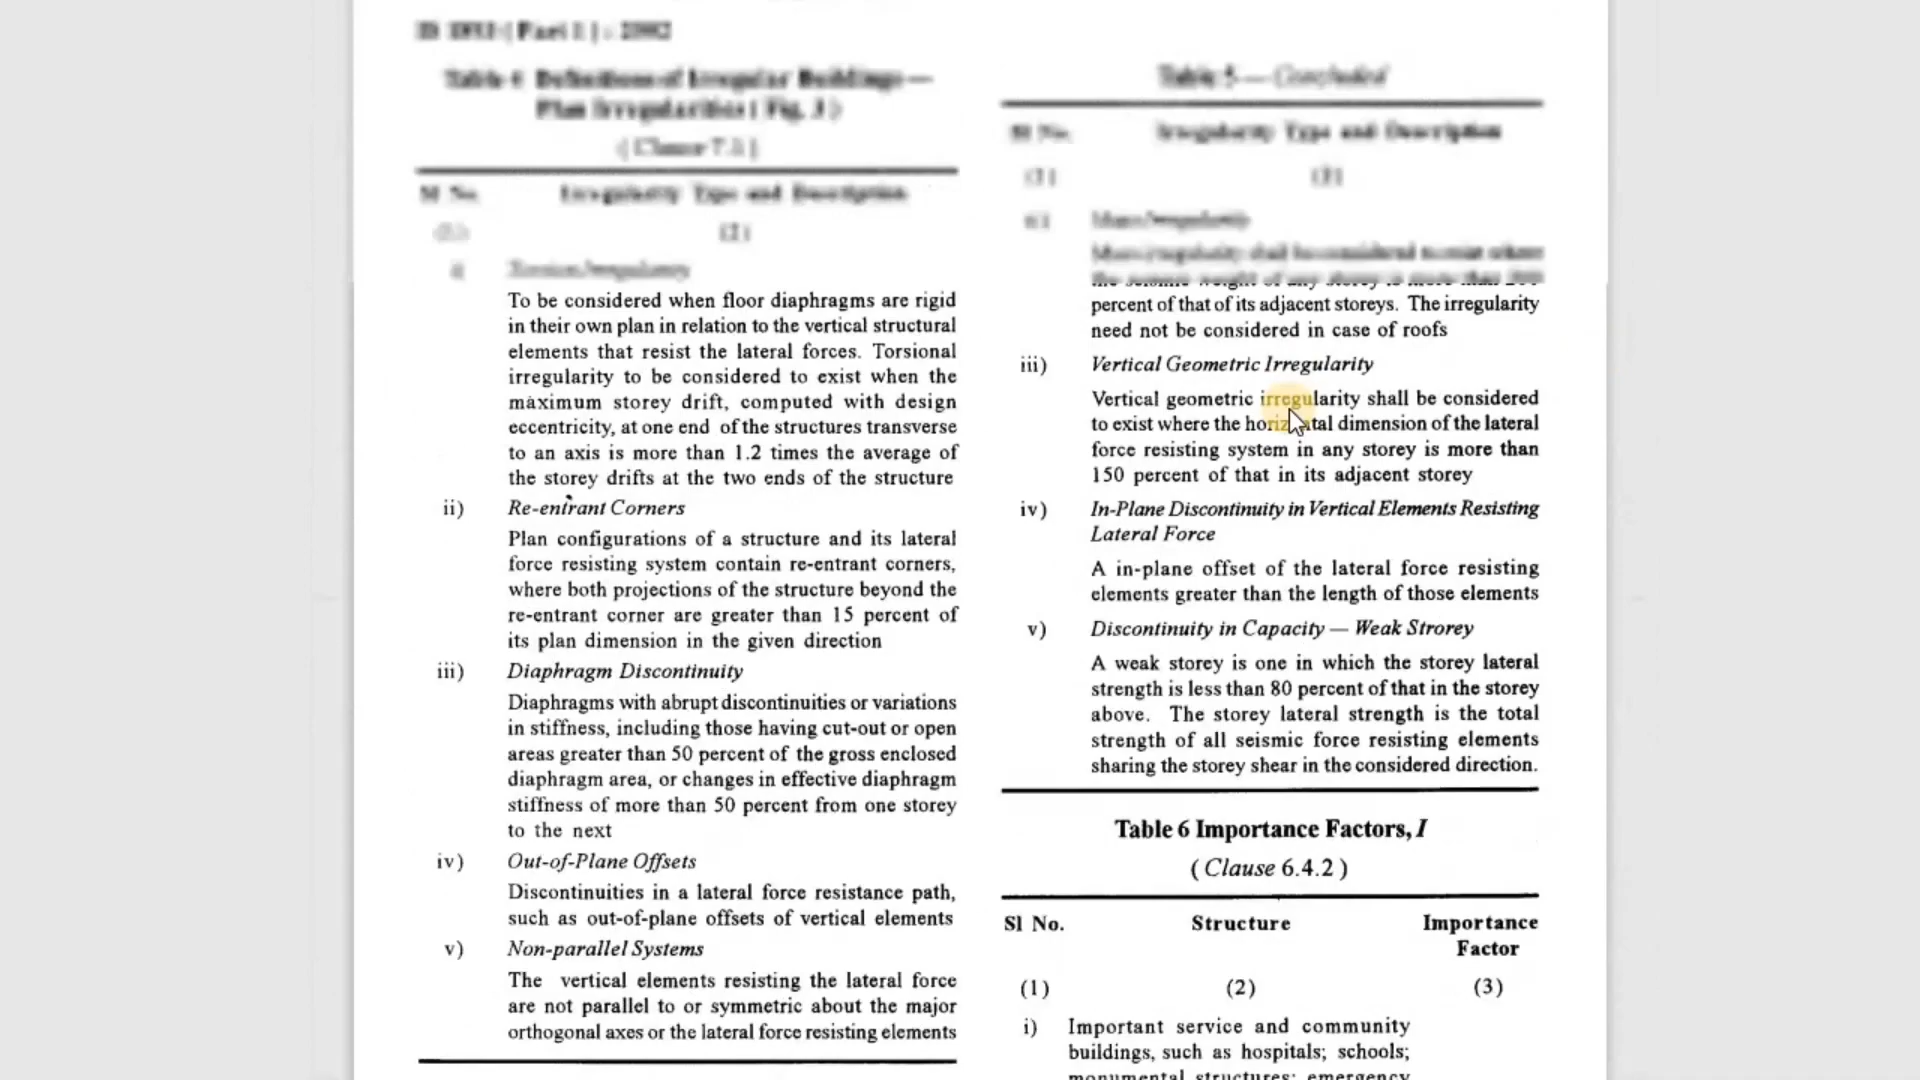 IS 1893 ( Part 1 ) : 2002
Table 4 Definitions of Irregular Buildings —
Plan Irregularities ( Fig. 3 )
( Clause 7.1 )
Sl No.
Irregularity Type and Description
(1)
(2)
i)
Torsion Irregularity
To be considered when floor diaphragms are rigid
in their own plan in relation to the vertical structural
elements that resist the lateral forces. Torsional
irregularity to be considered to exist when the
maximum storey drift, computed with design
eccentricity, at one end of the structures transverse
to an axis is more than 1.2 times the average of
the storey drifts at the two ends of the structure
ii) Re-entrant Corners
Plan configurations of a structure and its lateral
force resisting system contain re-entrant corners,
where both projections of the structure beyond the
re-entrant corner are greater than 15 percent of
its plan dimension in the given direction
iii) Diaphragm Discontinuity
Diaphragms with abrupt discontinuities or variations
in stiffness, including those having cut-out or open
areas greater than 50 percent of the gross enclosed
diaphragm area, or changes in effective diaphragm
stiffness of more than 50 percent from one storey
to the next
iv) Out-of-Plane Offsets
Discontinuities in a lateral force resistance path,
such as out-of-plane offsets of vertical elements
v) Non-parallel Systems
The vertical elements resisting the lateral force
are not parallel to or symmetric about the major
orthogonal axes or the lateral force resisting elements
Table 5 — Concluded
Sl No. Irregularity Type and Description
(1) (2)
ii) Mass Irregularity
Mass irregularity shall be considered to exist where
the seismic weight of any storey is more than 200
percent of that of its adjacent storeys. The irregularity
need not be considered in case of roofs
iii) Vertical Geometric Irregularity
Vertical geometric irregularity shall be considered
to exist where the horizontal dimension of the lateral
force resisting system in any storey is more than
150 percent of that in its adjacent storey
iv) In-Plane Discontinuity in Vertical Elements Resisting
Lateral Force
A in-plane offset of the lateral force resisting
elements greater than the length of those elements
v) Discontinuity in Capacity — Weak Strorey
A weak storey is one in which the storey lateral
strength is less than 80 percent of that in the storey
above. The storey lateral strength is the total
strength of all seismic force resisting elements
sharing the storey shear in the considered direction.
Table 6 Importance Factors, I
( Clause 6.4.2 )
Sl No. Structure Importance
Factor
(1) (2) (3)
i) Important service and community
buildings, such as hospitals; schools;
monumental structures; emergency